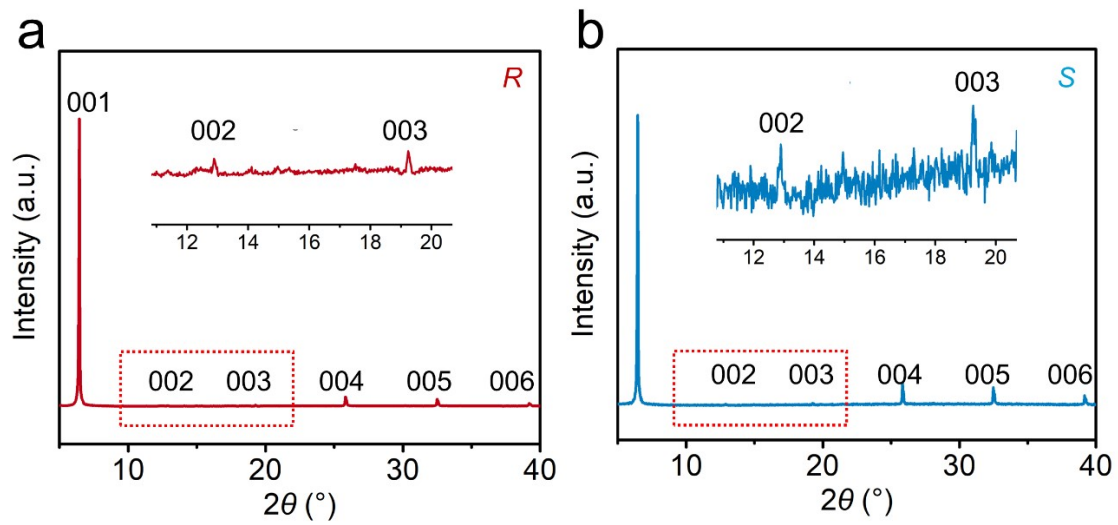 a
R
001
002 003
12 14 16 18 20
Intensity (a.u.)
002 003 004 005 006
10 20 30 40
2θ (°)
b
S
003
002
12 14 16 18 20
Intensity (a.u.)
002 003 004 005 006
10 20 30 40
2θ (°)